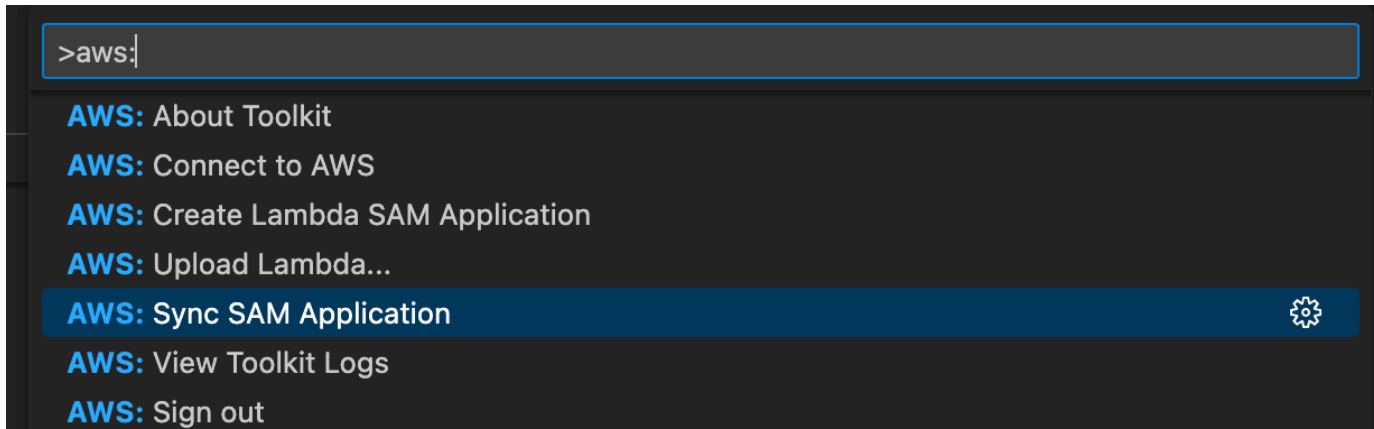 >aws:
AWS: About Toolkit
AWS: Connect to AWS
AWS: Create Lambda SAM Application
AWS: Upload Lambda...
AWS: Sync SAM Application
AWS: View Toolkit Logs
AWS: Sign out